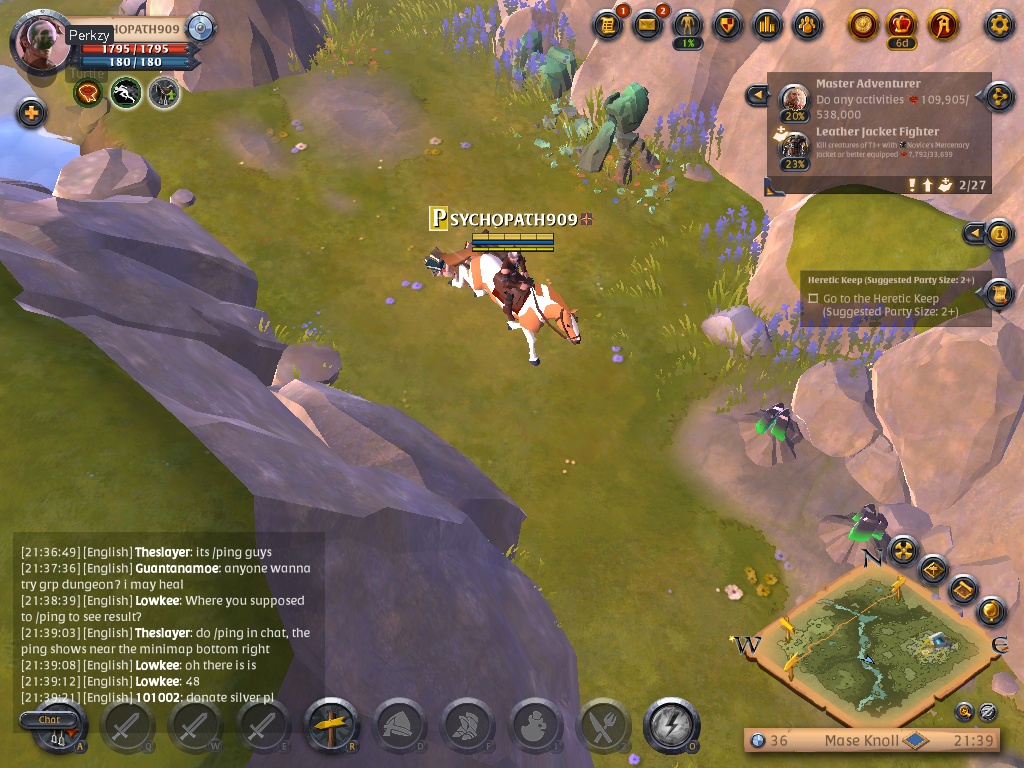 Perkzy
HOPATH909
1795 / 1795
180 / 180
Turtle
1
2
1%
6d
Master Adventurer
Do any activities 109,905/
538,000
20%
Leather Jacket Fighter
Kill creatures of T3+ with Novice's Mercenary
Jacket or better equipped 7,792/33,639
23%
2/27
PSYCHOPATH909
Heretic Keep (Suggested Party Size: 2+)
Go to the Heretic Keep
(Suggested Party Size: 2+)
[21:36:49] [English] Theslayer: its /ping guys
[21:37:36] [English] Guantanamoe: anyone wanna
try grp dungeon? i may heal
[21:38:39] [English] Lowkee: Where you supposed
to /ping to see result?
[21:39:03] [English] Theslayer: do /ping in chat, the
ping shows near the minimap bottom right
[21:39:08] [English] Lowkee: oh there is is
[21:39:12] [English] Lowkee: 48
[21:39:21] [English] 101002: donate silver pl
Chat
A Q W E R D F 1 2 O
N
W
E
36 Mase Knoll 21:39